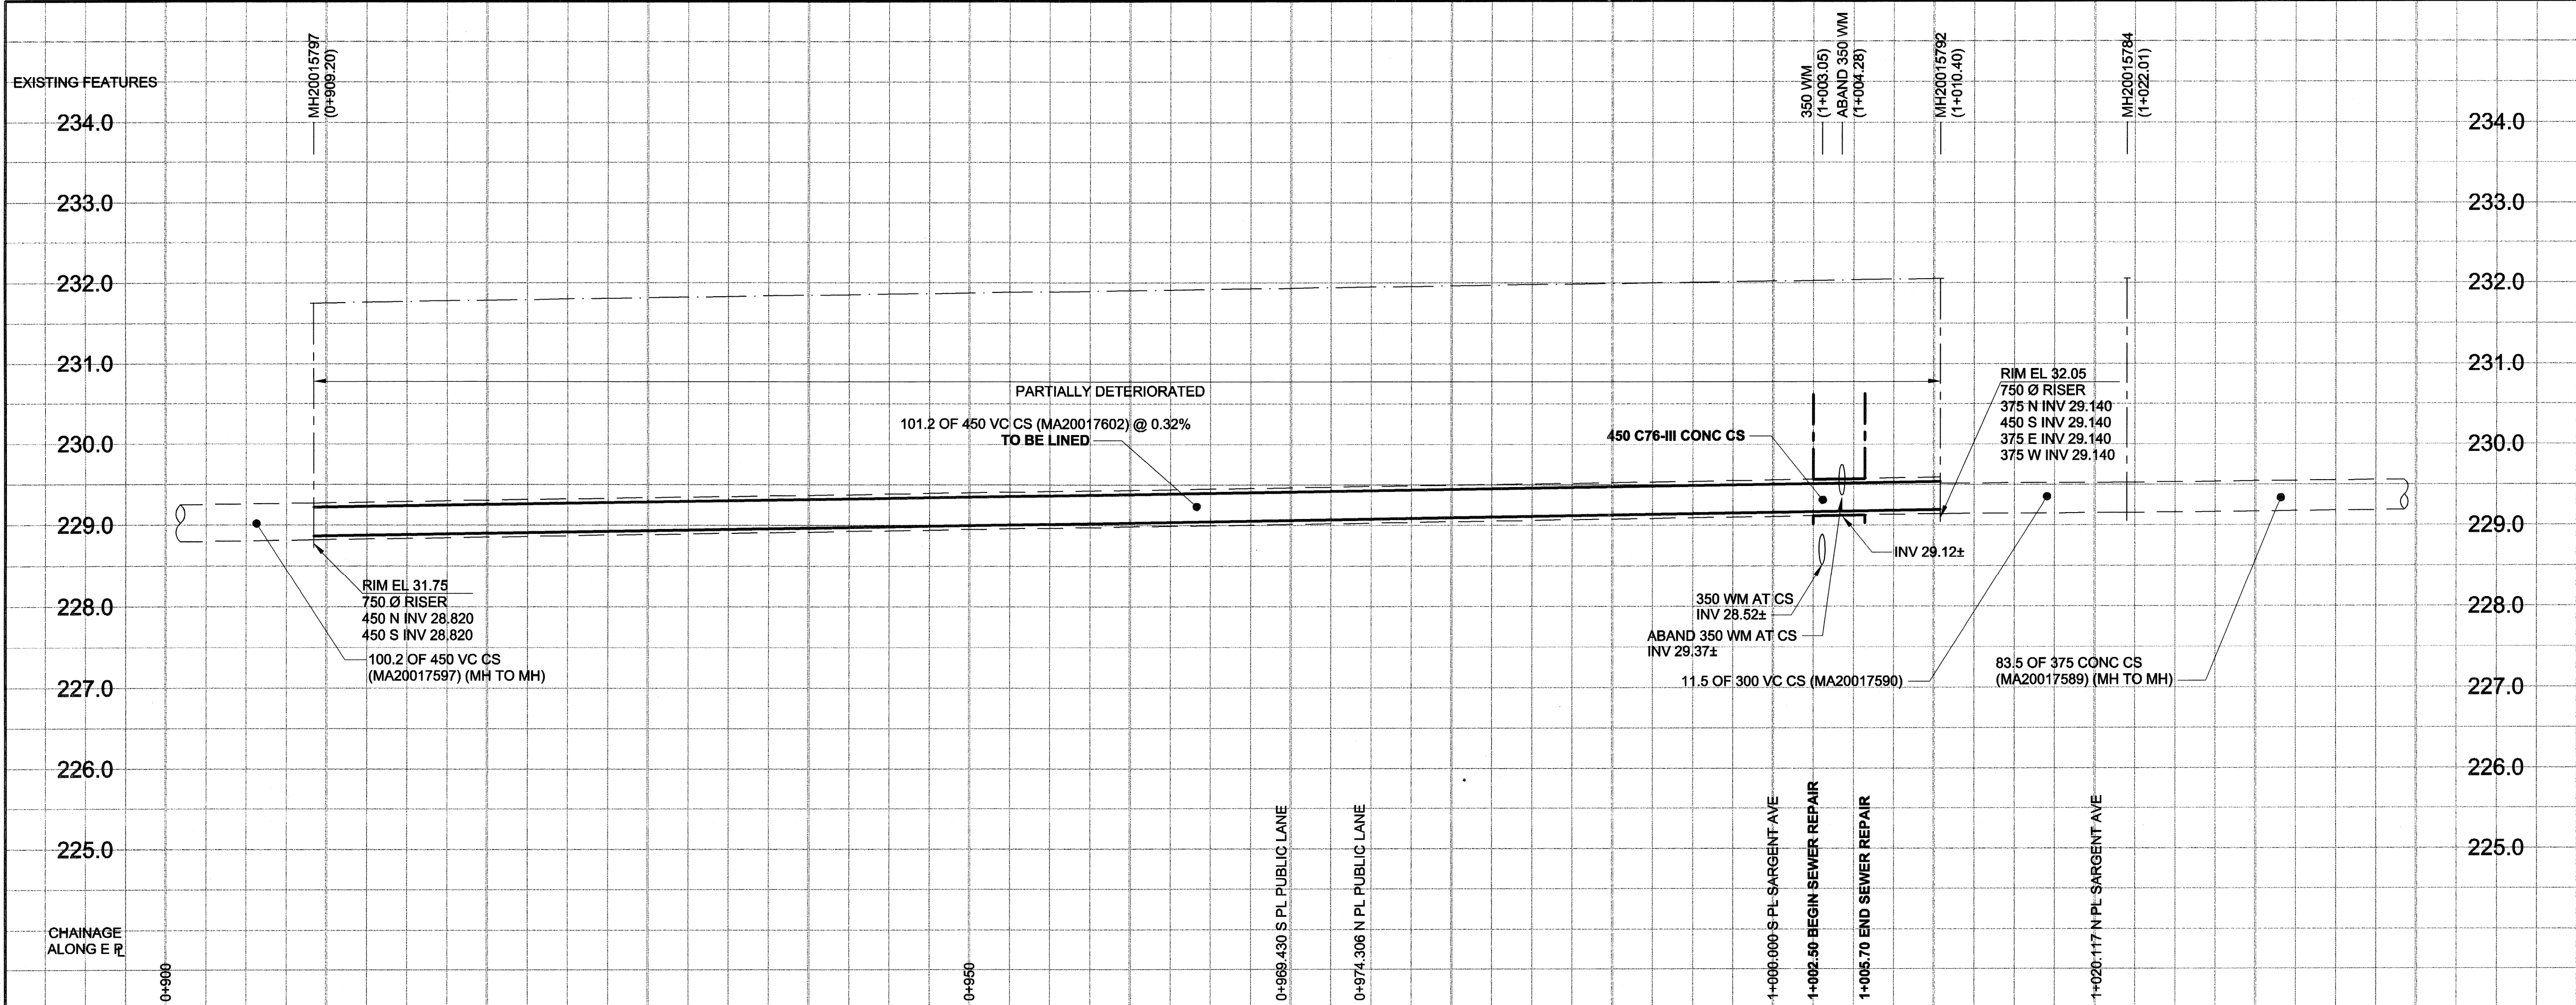 EXISTING FEATURES
MH20015797
(0+909.20)
350 WM
(1+003.05)
ABAND 350 WM
(1+004.28)
MH20015792
(1+010.40)
MH20015784
(1+022.01)
234.0
234.0
233.0
233.0
232.0
232.0
231.0
231.0
230.0
230.0
229.0
229.0
228.0
228.0
227.0
227.0
226.0
226.0
225.0
225.0
PARTIALLY DETERIORATED
101.2 OF 450 VC CS (MA20017602) @ 0.32%
TO BE LINED
450 C76-III CONC CS
RIM EL 32.05
750 Ø RISER
375 N INV 29.140
450 S INV 29.140
375 E INV 29.140
375 W INV 29.140
INV 29.12±
RIM EL 31.75
750 Ø RISER
450 N INV 28.820
450 S INV 28.820
100.2 OF 450 VC CS
(MA20017597) (MH TO MH)
350 WM AT CS
INV 28.52±
ABAND 350 WM AT CS
INV 29.37±
11.5 OF 300 VC CS (MA20017590)
83.5 OF 375 CONC CS
(MA20017589) (MH TO MH)
CHAINAGE
ALONG E PL
0+900
0+950
0+969.430 S PL PUBLIC LANE
0+974.306 N PL PUBLIC LANE
1+000.000 S PL SARGENT AVE
1+002.50 BEGIN SEWER REPAIR
1+005.70 END SEWER REPAIR
1+020.117 N PL SARGENT AVE